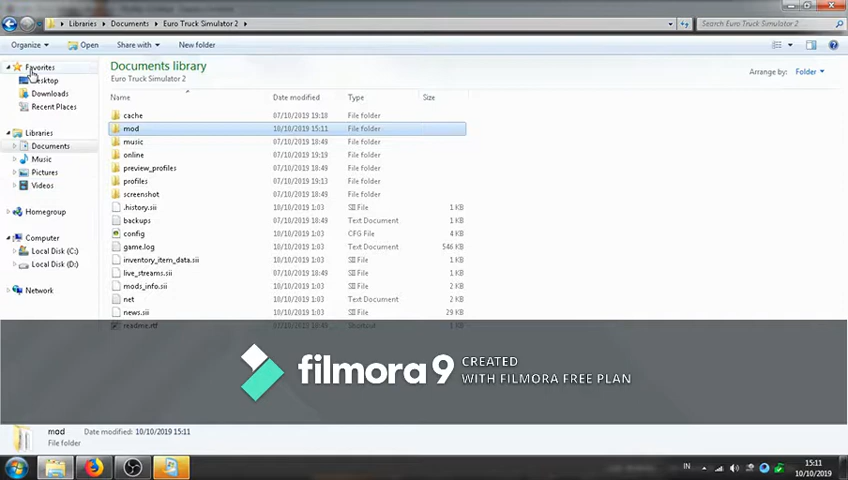 Libraries ▸ Documents ▸ Euro Truck Simulator 2 ▸
Search Euro Truck Simulator 2
Organize Open Share with New folder
Favorites
Desktop
Downloads
Recent Places
Libraries
Documents
Music
Pictures
Videos
Homegroup
Computer
Local Disk (C:)
Local Disk (D:)
Network
Documents library
Euro Truck Simulator 2
Arrange by: Folder
Name Date modified Type Size
cache 07/10/2019 19:18 File folder
mod 10/10/2019 15:11 File folder
music 07/10/2019 18:49 File folder
online 07/10/2019 19:19 File folder
preview_profiles 07/10/2019 18:49 File folder
profiles 07/10/2019 19:13 File folder
screenshot 07/10/2019 18:49 File folder
.history.sii 10/10/2019 1:03 SII File 1 KB
backups 07/10/2019 18:49 Text Document 1 KB
config 10/10/2019 1:03 CFG File 4 KB
game.log 10/10/2019 1:03 Text Document 546 KB
inventory_item_data.sii 10/10/2019 1:03 SII File 1 KB
live_streams.sii 07/10/2019 18:49 SII File 1 KB
mods_info.sii 10/10/2019 1:03 SII File 2 KB
net 10/10/2019 1:03 Text Document 2 KB
news.sii 10/10/2019 1:03 SII File 29 KB
readme.rtf 07/10/2019 18:49 Shortcut
filmora9 CREATED
WITH FILMORA FREE PLAN
mod Date modified: 10/10/2019 15:11
File folder
IN
15:11
10/10/2019